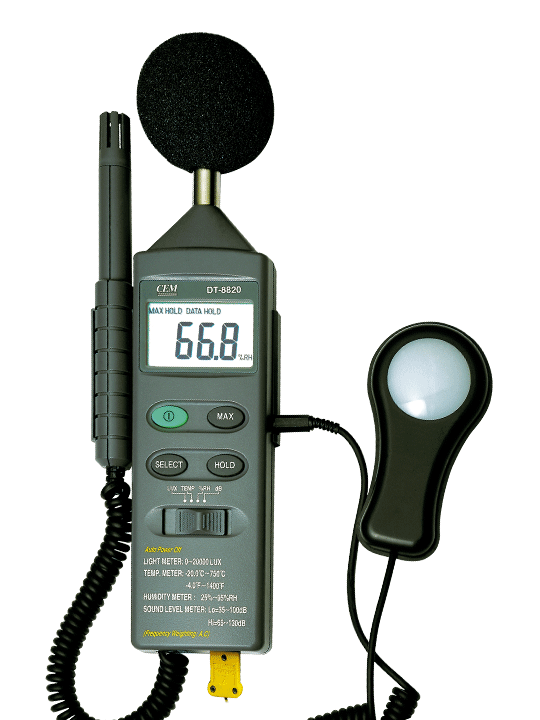 CEM
DT-8820
MAX HOLD DATA HOLD
66.8
%RH
MAX
SELECT
HOLD
LUX TEMP %RH dB
Auto Power Off
LIGHT METER: 0~20000 LUX
TEMP. METER: -20.0°C~750°C
-4.0°F~1400°F
HUMIDITY METER : 25%~95%RH
SOUND LEVEL METER: Lo=35~100dB
Hi=65~130dB
(Frequency Weighing: A.C)